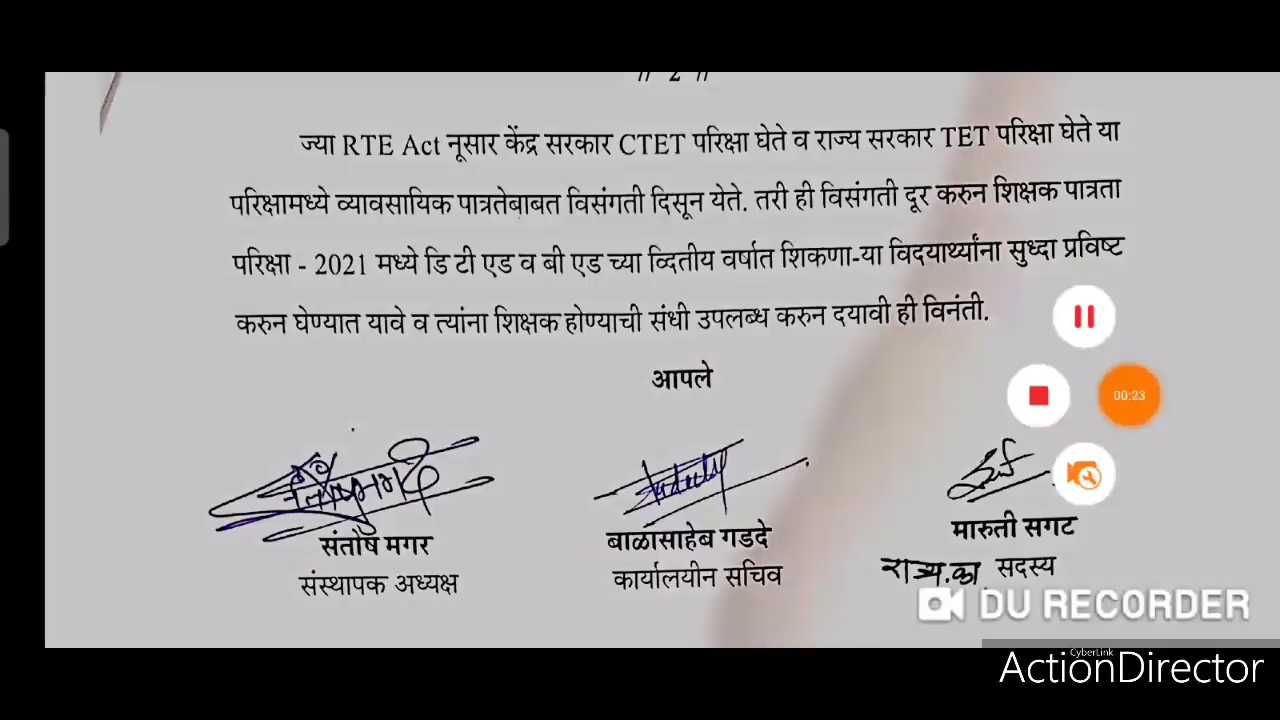 // 2 //
ज्या RTE Act नूसार केंद्र सरकार CTET परिक्षा घेते व राज्य सरकार TET परिक्षा घेते या
परिक्षामध्ये व्यावसायिक पात्रतेबाबत विसंगती दिसून येते. तरी ही विसंगती दूर करुन शिक्षक पात्रता
परिक्षा - 2021 मध्ये डि टी एड व बी एड च्या व्दितीय वर्षात शिकणा-या विदयार्थ्यांना सुध्दा प्रविष्ट
करुन घेण्यात यावे व त्यांना शिक्षक होण्याची संधी उपलब्ध करुन दयावी ही विनंती.
आपले
00:23
संतोष मगर बाळासाहेब गडदे मारुती सगट
संस्थापक अध्यक्ष कार्यालयीन सचिव राज्य.का सदस्य
DU RECORDER
CyberLink
ActionDirector